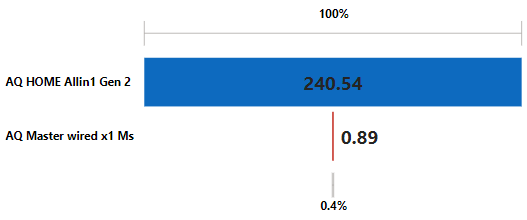 100%
AQ HOME Allin1 Gen 2
240.54
AQ Master wired x1 Ms
0.89
0.4%